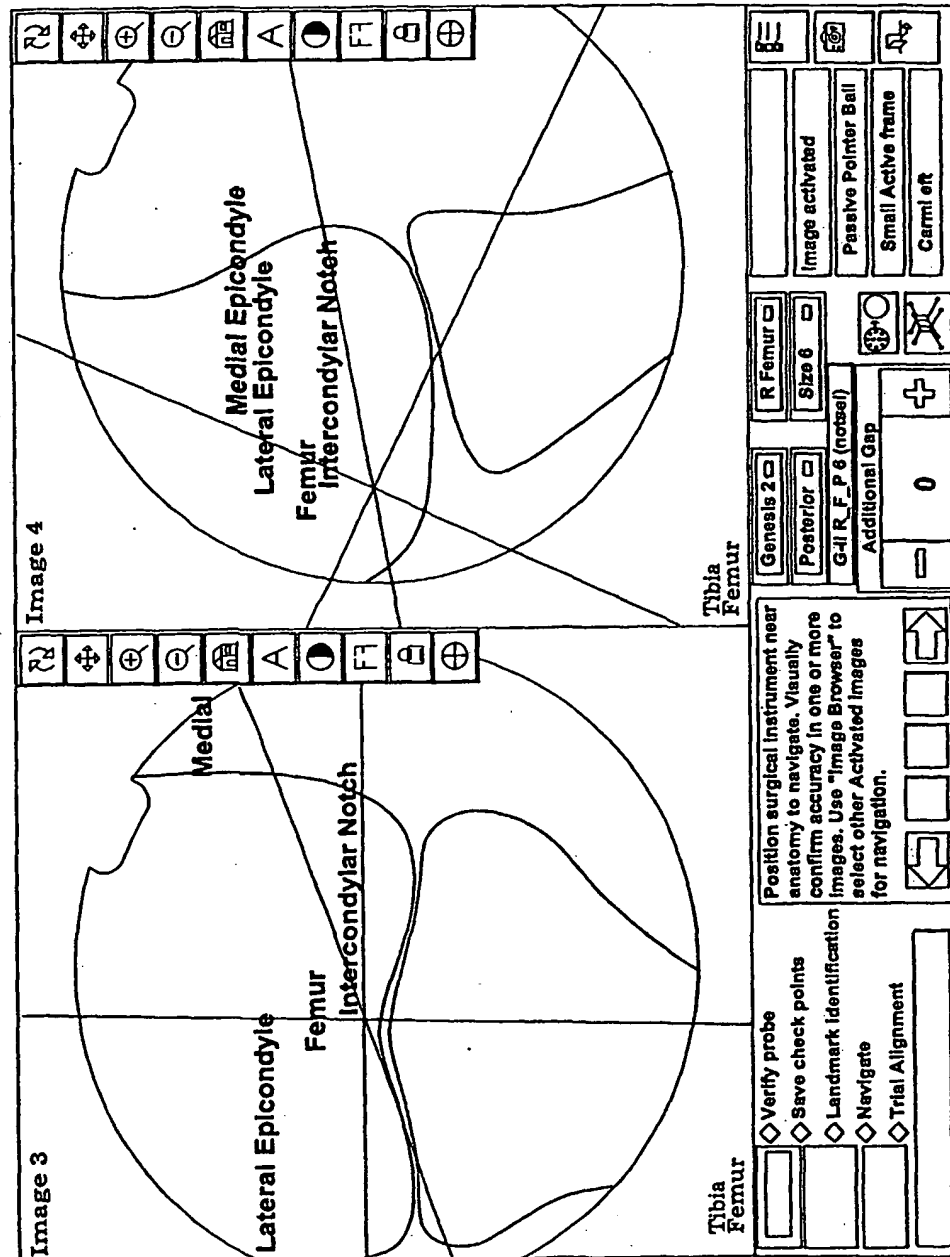 Image 3
Medial
Lateral Epicondyle
Femur
Intercondylar Notch
Tibia
Femur
A
Image 4
Medial Epicondyle
Lateral Epicondyle
Femur
Intercondylar Notch
Tibia
Femur
A
Verify probe
Save check points
Landmark identification
Navigate
Trial Alignment
Position surgical instrument near
anatomy to navigate. Visually
confirm accuracy in one or more
images. Use "Image Browser" to
select other Activated images
for navigation.
Genesis 2
R Femur
Posterior
Size 6
G-II R_F_P 6 (notsel)
Additional Gap
0
Image activated
Passive Pointer Ball
Small Active frame
Carml eft